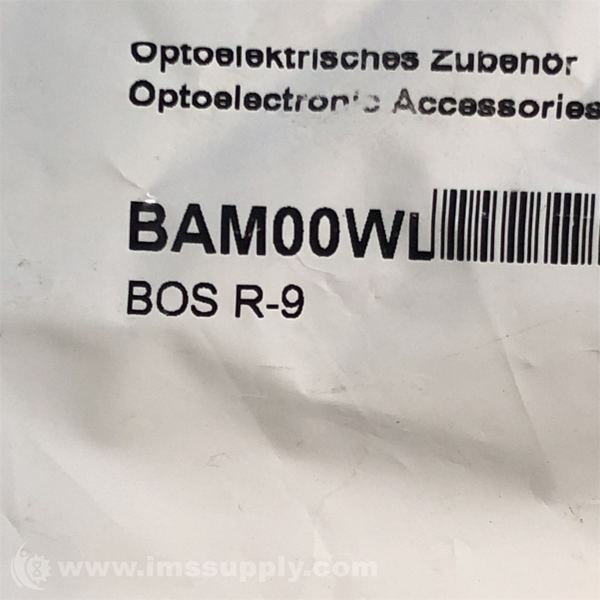 Optoelektrisches Zubehör
Optoelectronic Accessories
BAM00WL
BOS R-9
www.imssupply.com